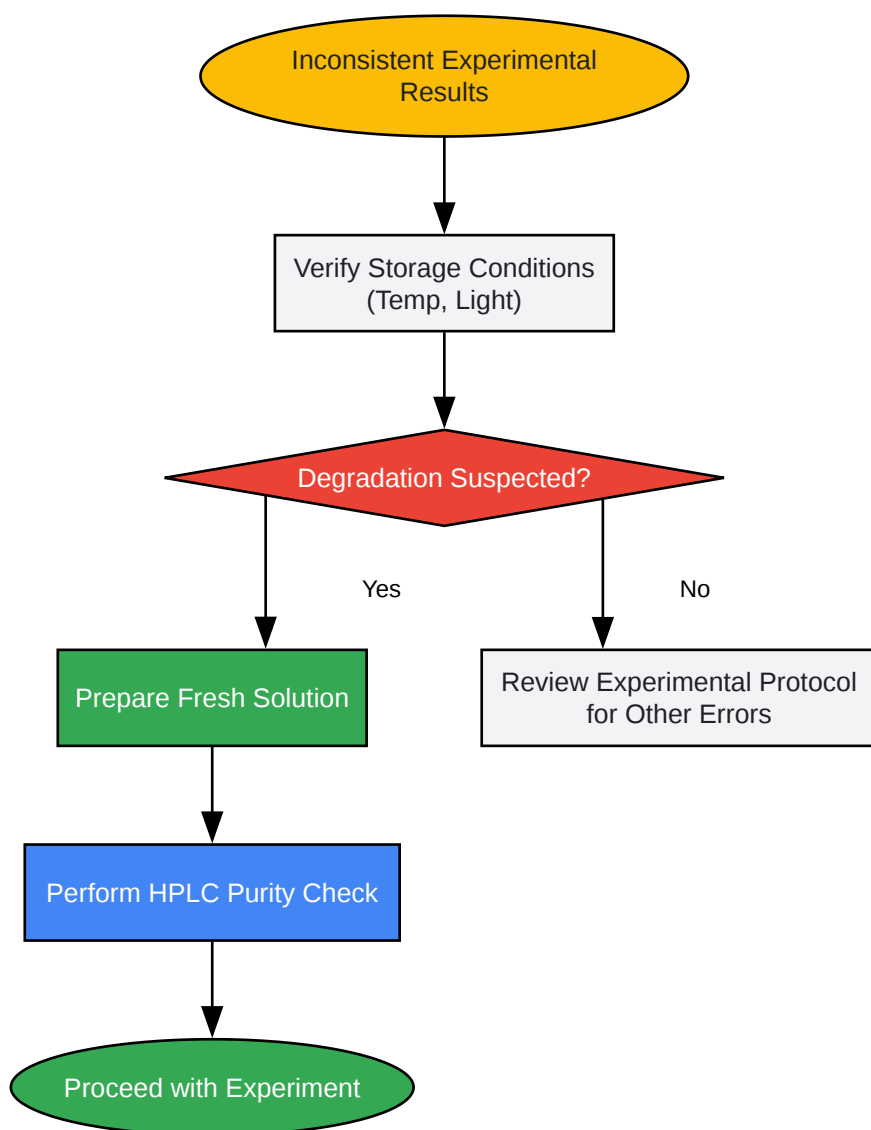 Inconsistent Experimental
Results
Verify Storage Conditions
(Temp, Light)
Degradation Suspected?
Yes
No
Prepare Fresh Solution
Review Experimental Protocol
for Other Errors
Perform HPLC Purity Check
Proceed with Experiment